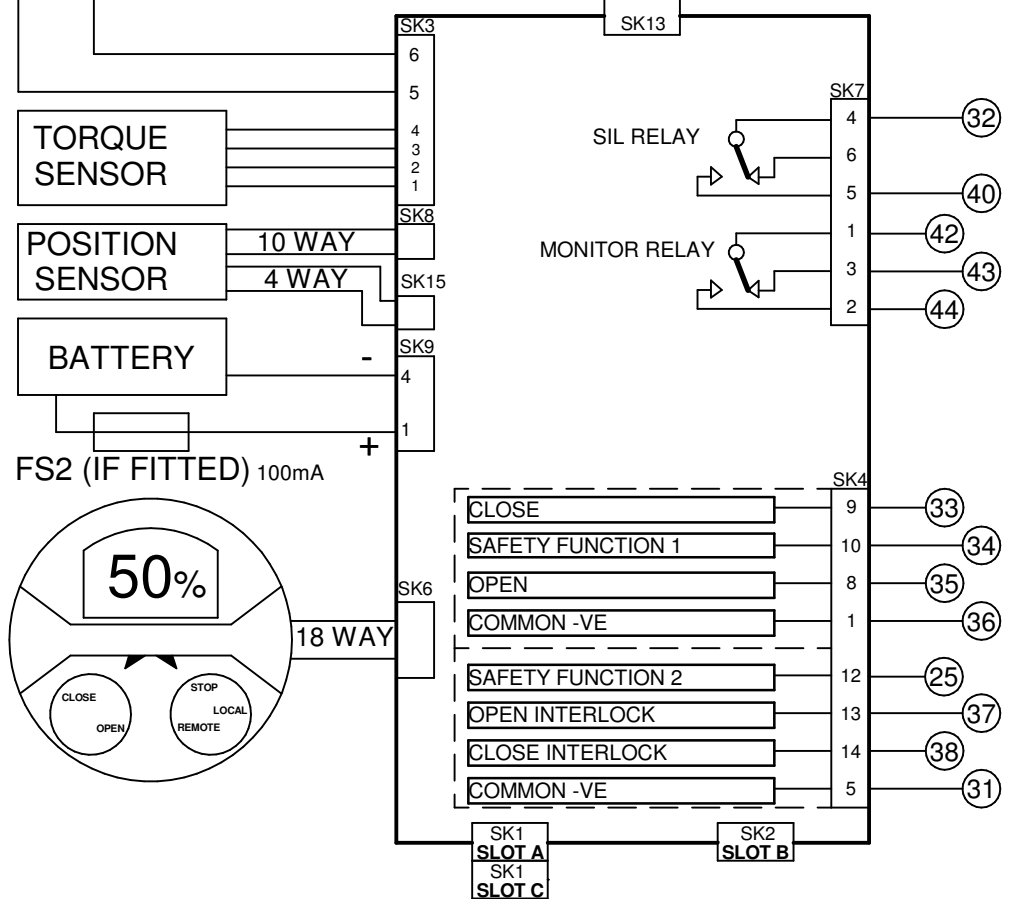 SK13
SK3
6
5
TORQUE
SENSOR
4
3
2
1
SK8
POSITION
SENSOR
10 WAY
4 WAY
SK15
BATTERY
-
SK9
4
1
+
FS2 (IF FITTED) 100mA
50%
CLOSE
OPEN
STOP
LOCAL
REMOTE
18 WAY
SK6
SK7
SIL RELAY
4 32
6
5 40
MONITOR RELAY
1 42
3 43
2 44
SK4
CLOSE 9 33
SAFETY FUNCTION 1 10 34
OPEN 8 35
COMMON -VE 1 36
SAFETY FUNCTION 2 12 25
OPEN INTERLOCK 13 37
CLOSE INTERLOCK 14 38
COMMON -VE 5 31
SK1
SLOT A
SK1
SLOT C
SK2
SLOT B